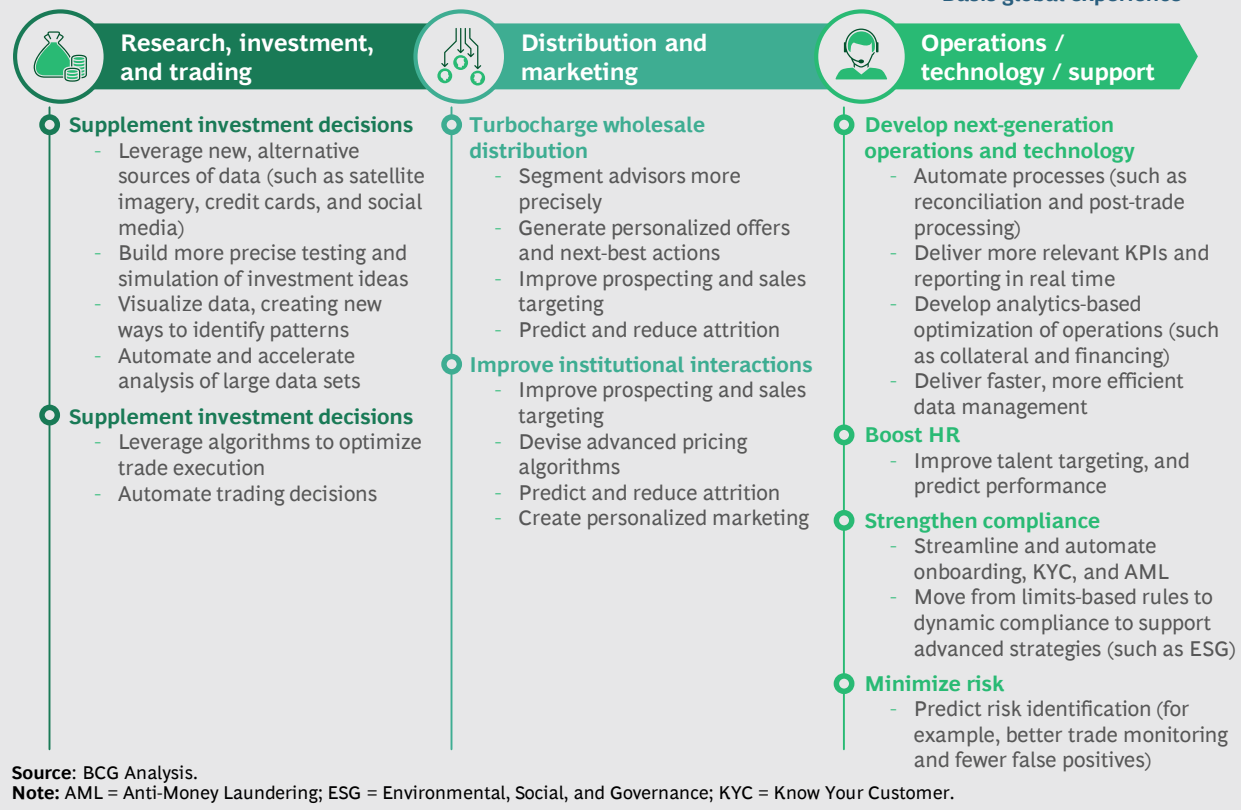 Basis global experience
Research, investment,
and trading
Supplement investment decisions
- Leverage new, alternative
sources of data (such as satellite
imagery, credit cards, and social
media)
- Build more precise testing and
simulation of investment ideas
- Visualize data, creating new
ways to identify patterns
- Automate and accelerate
analysis of large data sets
Supplement investment decisions
- Leverage algorithms to optimize
trade execution
- Automate trading decisions
Distribution and
marketing
Turbocharge wholesale
distribution
- Segment advisors more
precisely
- Generate personalized offers
and next-best actions
- Improve prospecting and sales
targeting
- Predict and reduce attrition
Improve institutional interactions
- Improve prospecting and sales
targeting
- Devise advanced pricing
algorithms
- Predict and reduce attrition
- Create personalized marketing
Operations /
technology / support
Develop next-generation
operations and technology
- Automate processes (such as
reconciliation and post-trade
processing)
- Deliver more relevant KPIs and
reporting in real time
- Develop analytics-based
optimization of operations (such
as collateral and financing)
- Deliver faster, more efficient
data management
Boost HR
- Improve talent targeting, and
predict performance
Strengthen compliance
- Streamline and automate
onboarding, KYC, and AML
- Move from limits-based rules to
dynamic compliance to support
advanced strategies (such as ESG)
Minimize risk
- Predict risk identification (for
example, better trade monitoring
and fewer false positives)
Source: BCG Analysis.
Note: AML = Anti-Money Laundering; ESG = Environmental, Social, and Governance; KYC = Know Your Customer.